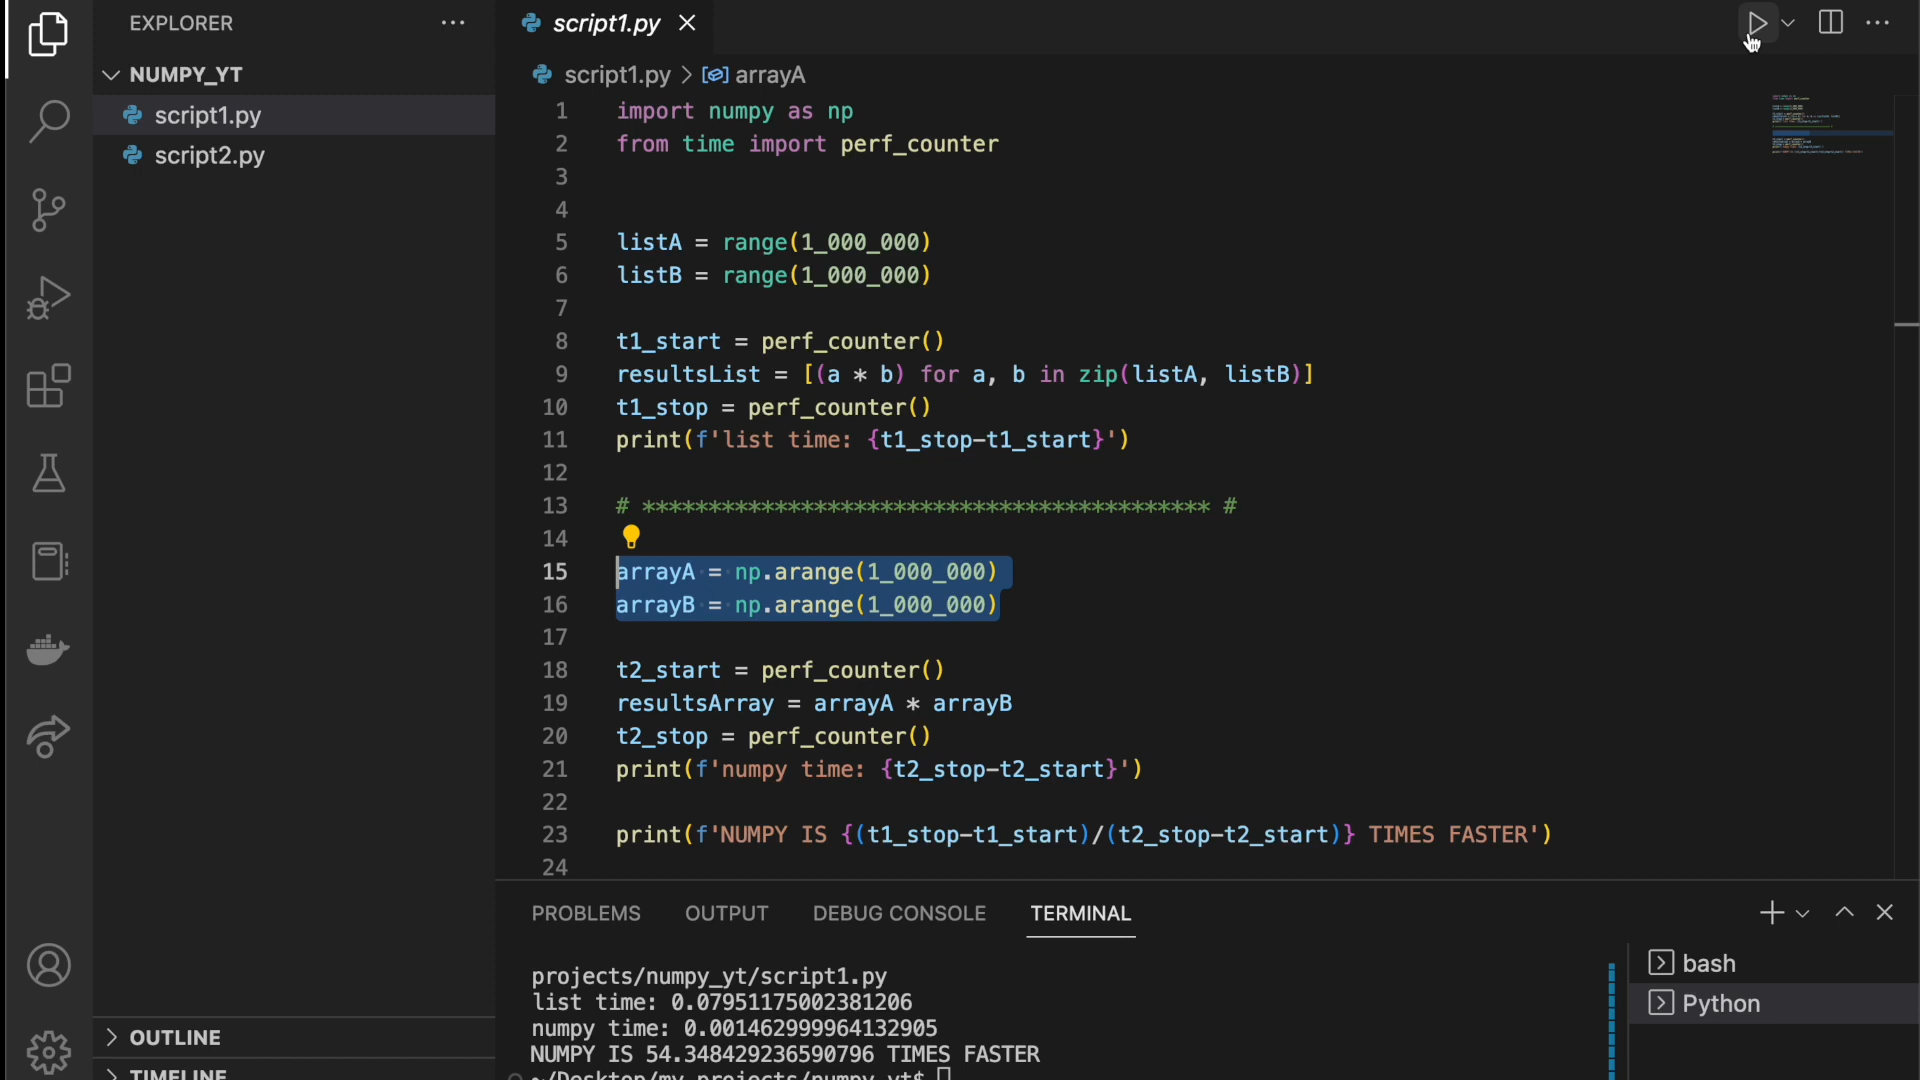 EXPLORER
NUMPY_YT
script1.py
script2.py
OUTLINE
TIMELINE
script1.py
script1.py > arrayA
1 import numpy as np
2 from time import perf_counter
3
4
5 listA = range(1_000_000)
6 listB = range(1_000_000)
7
8 t1_start = perf_counter()
9 resultsList = [(a * b) for a, b in zip(listA, listB)]
10 t1_stop = perf_counter()
11 print(f'list time: {t1_stop-t1_start}')
12
13 # ******************************************* #
14
15 arrayA = np.arange(1_000_000)
16 arrayB = np.arange(1_000_000)
17
18 t2_start = perf_counter()
19 resultsArray = arrayA * arrayB
20 t2_stop = perf_counter()
21 print(f'numpy time: {t2_stop-t2_start}')
22
23 print(f'NUMPY IS {(t1_stop-t1_start)/(t2_stop-t2_start)} TIMES FASTER')
24
PROBLEMS OUTPUT DEBUG CONSOLE TERMINAL
projects/numpy_yt/script1.py
list time: 0.07951175002381206
numpy time: 0.001462999964132905
NUMPY IS 54.348429236590796 TIMES FASTER
~/Desktop/my_projects/numpy_yt$
bash
Python